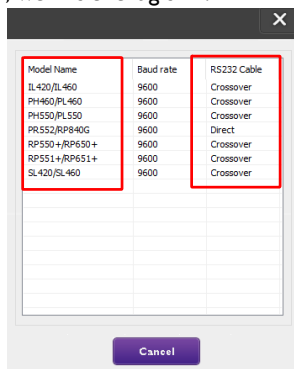 Model Name Baud rate RS232 Cable
IL420/IL460 9600 Crossover
PH460/PL460 9600 Crossover
PH550/PL550 9600 Crossover
PR552/RP840G 9600 Direct
RP550+/RP650+ 9600 Crossover
RP551+/RP651+ 9600 Crossover
SL420/SL460 9600 Crossover
Cancel